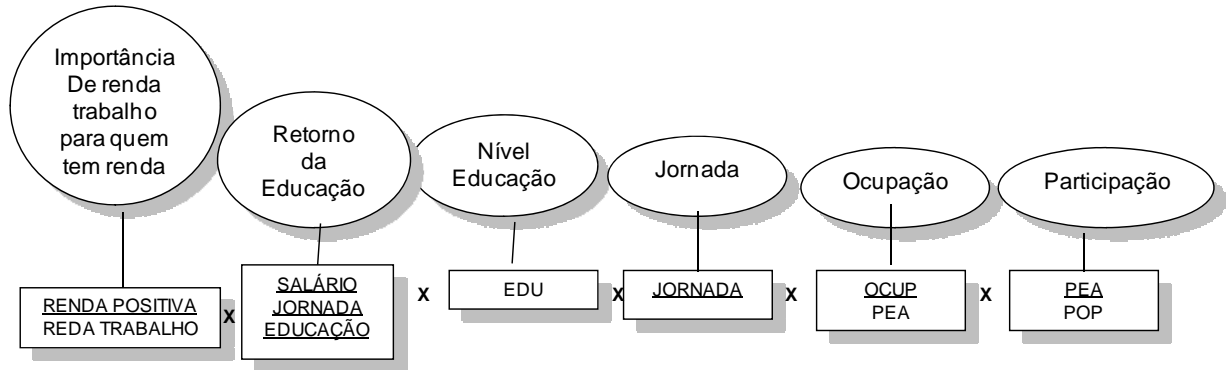 Importância
De renda
trabalho
para quem
tem renda
Retorno
da
Educação
Nível
Educação
Jornada
Ocupação
Participação
RENDA POSITIVA
REDA TRABALHO
X
SALÁRIO
JORNADA
EDUCAÇÃO
X
EDU
X
JORNADA
X
OCUP
PEA
X
PEA
POP